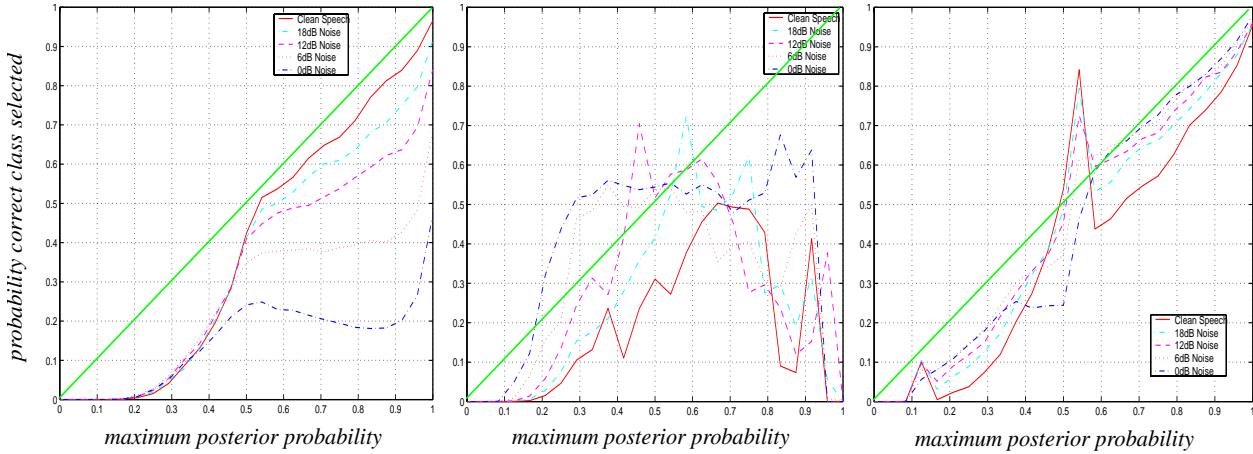 probability correct class selected
1
0.9
0.8
0.7
0.6
0.5
0.4
0.3
0.2
0.1
0
0 0.1 0.2 0.3 0.4 0.5 0.6 0.7 0.8 0.9 1
Clean Speech
18dB Noise
12dB Noise
6dB Noise
0dB Noise
maximum posterior probability
1
0.9
0.8
0.7
0.6
0.5
0.4
0.3
0.2
0.1
0
0 0.1 0.2 0.3 0.4 0.5 0.6 0.7 0.8 0.9 1
Clean Speech
18dB Noise
12dB Noise
6dB Noise
0dB Noise
maximum posterior probability
1
0.9
0.8
0.7
0.6
0.5
0.4
0.3
0.2
0.1
0
0 0.1 0.2 0.3 0.4 0.5 0.6 0.7 0.8 0.9 1
Clean Speech
18dB Noise
12dB Noise
6dB Noise
0dB Noise
maximum posterior probability